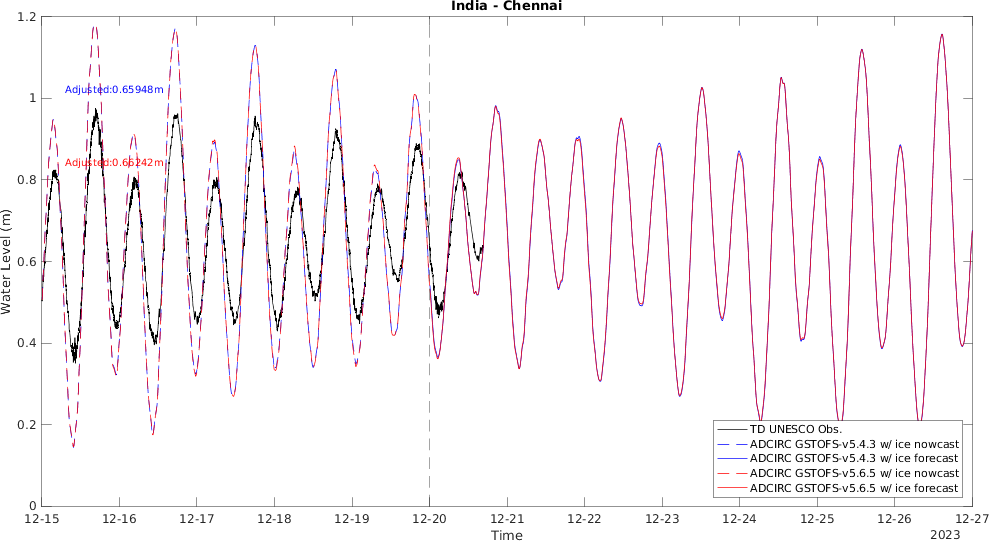 India - Chennai
Water Level (m)
1.2
1
0.8
0.6
0.4
0.2
0
Adjusted:0.65948m
Adjusted:0.65242m
TD UNESCO Obs.
ADCIRC GSTOFS-v5.4.3 w/ ice nowcast
ADCIRC GSTOFS-v5.4.3 w/ ice forecast
ADCIRC GSTOFS-v5.6.5 w/ ice nowcast
ADCIRC GSTOFS-v5.6.5 w/ ice forecast
12-15 12-16 12-17 12-18 12-19 12-20 12-21 12-22 12-23 12-24 12-25 12-26 12-27
Time 2023